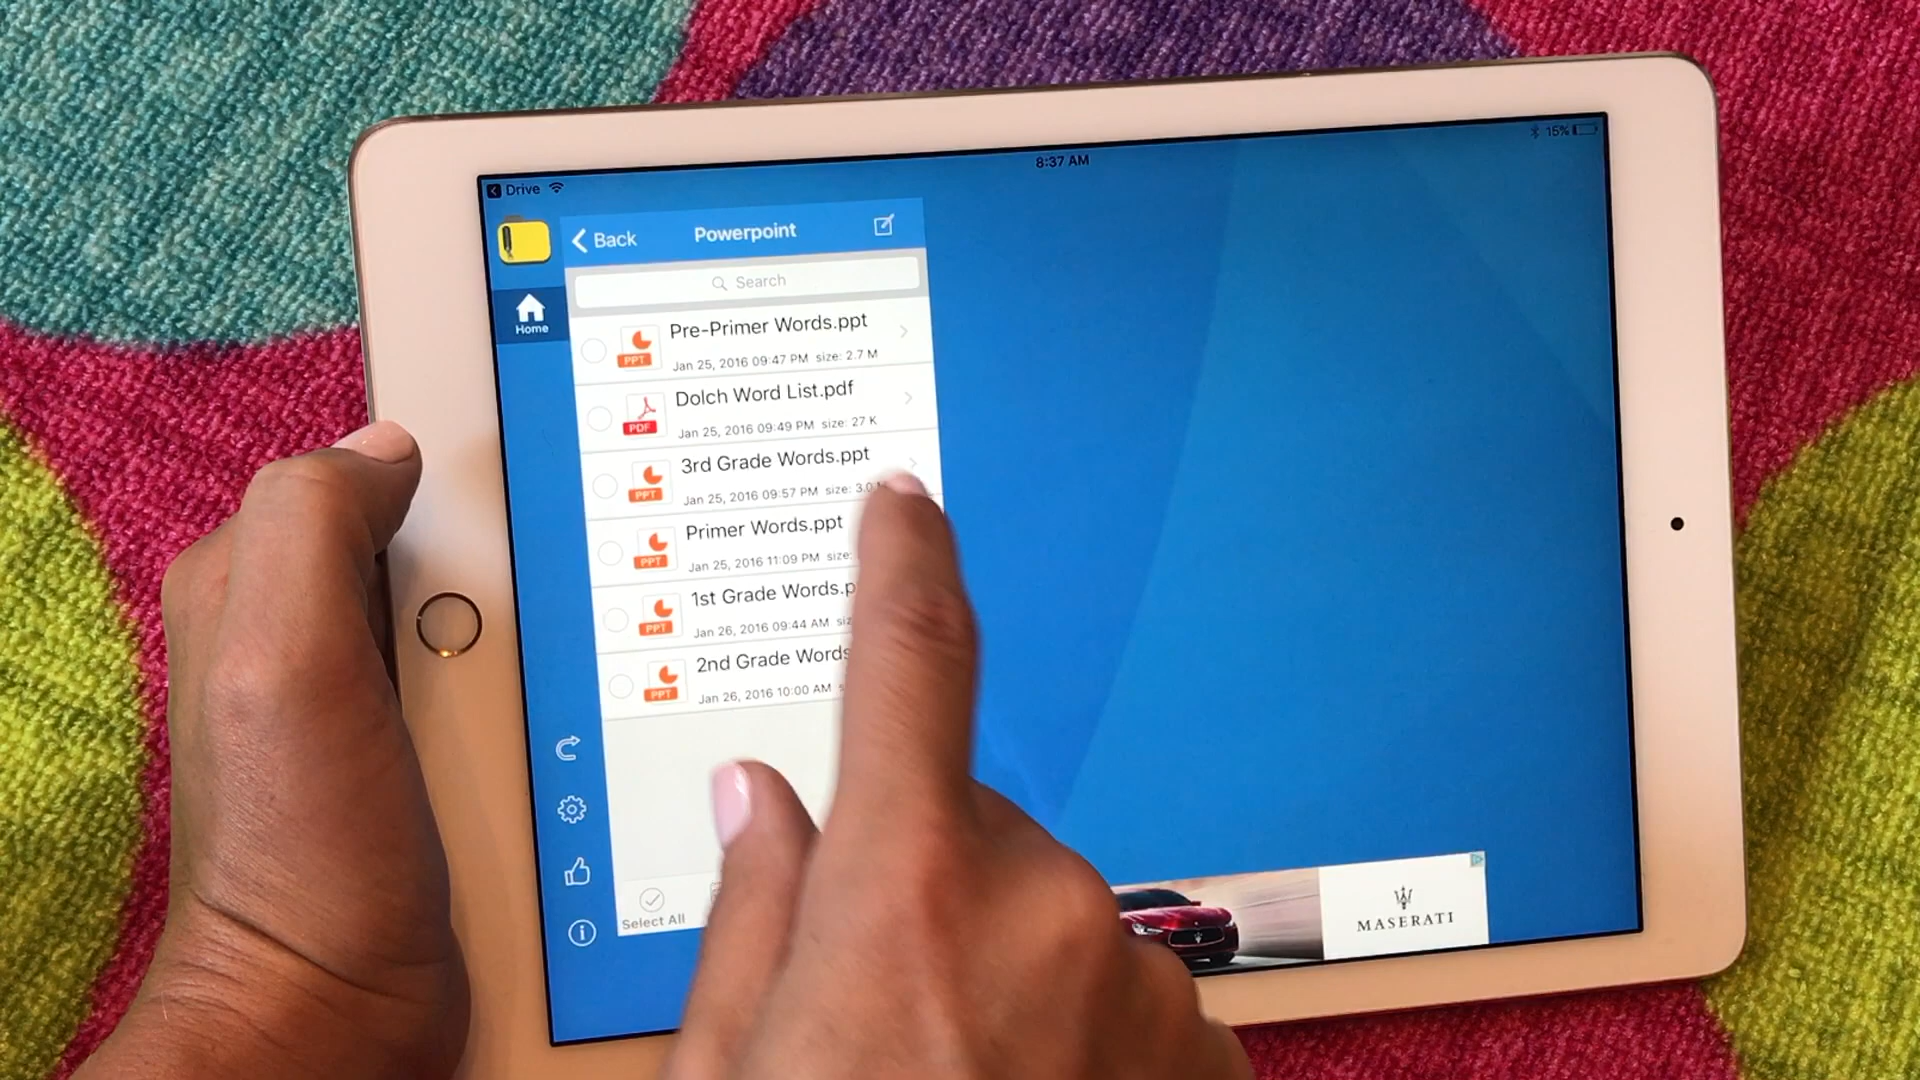 Drive
8:37 AM
15%
Back
Powerpoint
Search
Home
Pre-Primer Words.ppt
PPT
Jan 25, 2016 09:47 PM size: 2.7 M
Dolch Word List.pdf
PDF
Jan 25, 2016 09:49 PM size: 27 K
3rd Grade Words.ppt
PPT
Jan 25, 2016 09:57 PM size: 3.0
Primer Words.ppt
PPT
Jan 25, 2016 11:09 PM size:
1st Grade Words.p
PPT
Jan 26, 2016 09:44 AM siz
2nd Grade Words
PPT
Jan 26, 2016 10:00 AM s
Select All
MASERATI